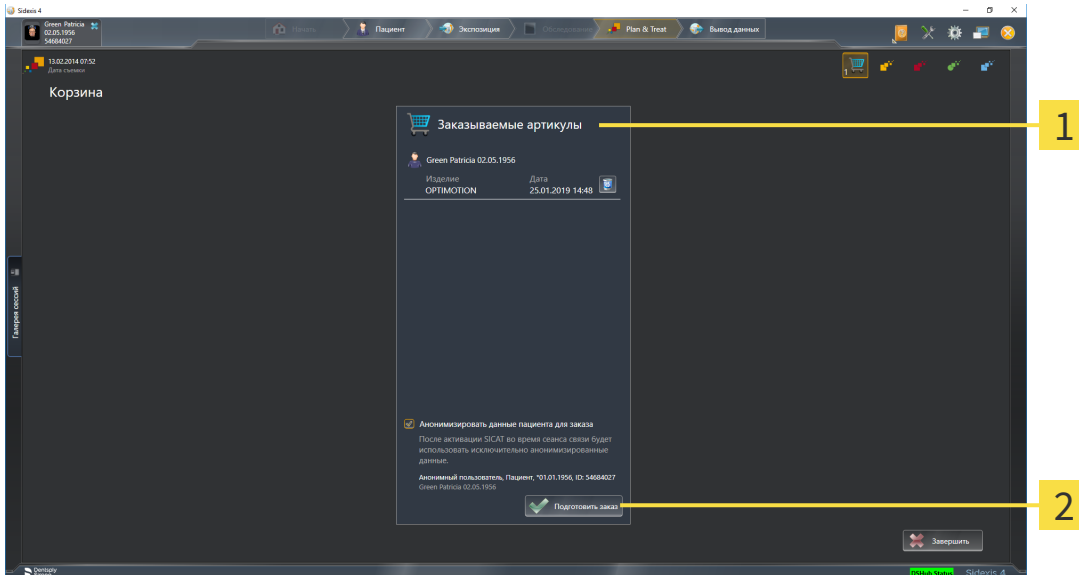 Sidexis 4
Green Patricia
02.05.1956
54684027
Начать
Пациент
Экспозиция
Обследование
Plan & Treat
Вывод данных
13.02.2014 07:52
Дата съемки
1
Корзина
Заказываемые артикулы
1
Green Patricia 02.05.1956
Изделие Дата
OPTIMOTION 25.01.2019 14:48
Галерея сессий
Анонимизировать данные пациента для заказа
После активации SICAT во время сеанса связи будет
использовать исключительно анонимизированные
данные.
Анонимный пользователь, Пациент, *01.01.1956, ID: 54684027
Green Patricia 02.05.1956
Подготовить заказ
2
Завершить
Dentsply
Sirona
DSHub Status
Sidexis 4